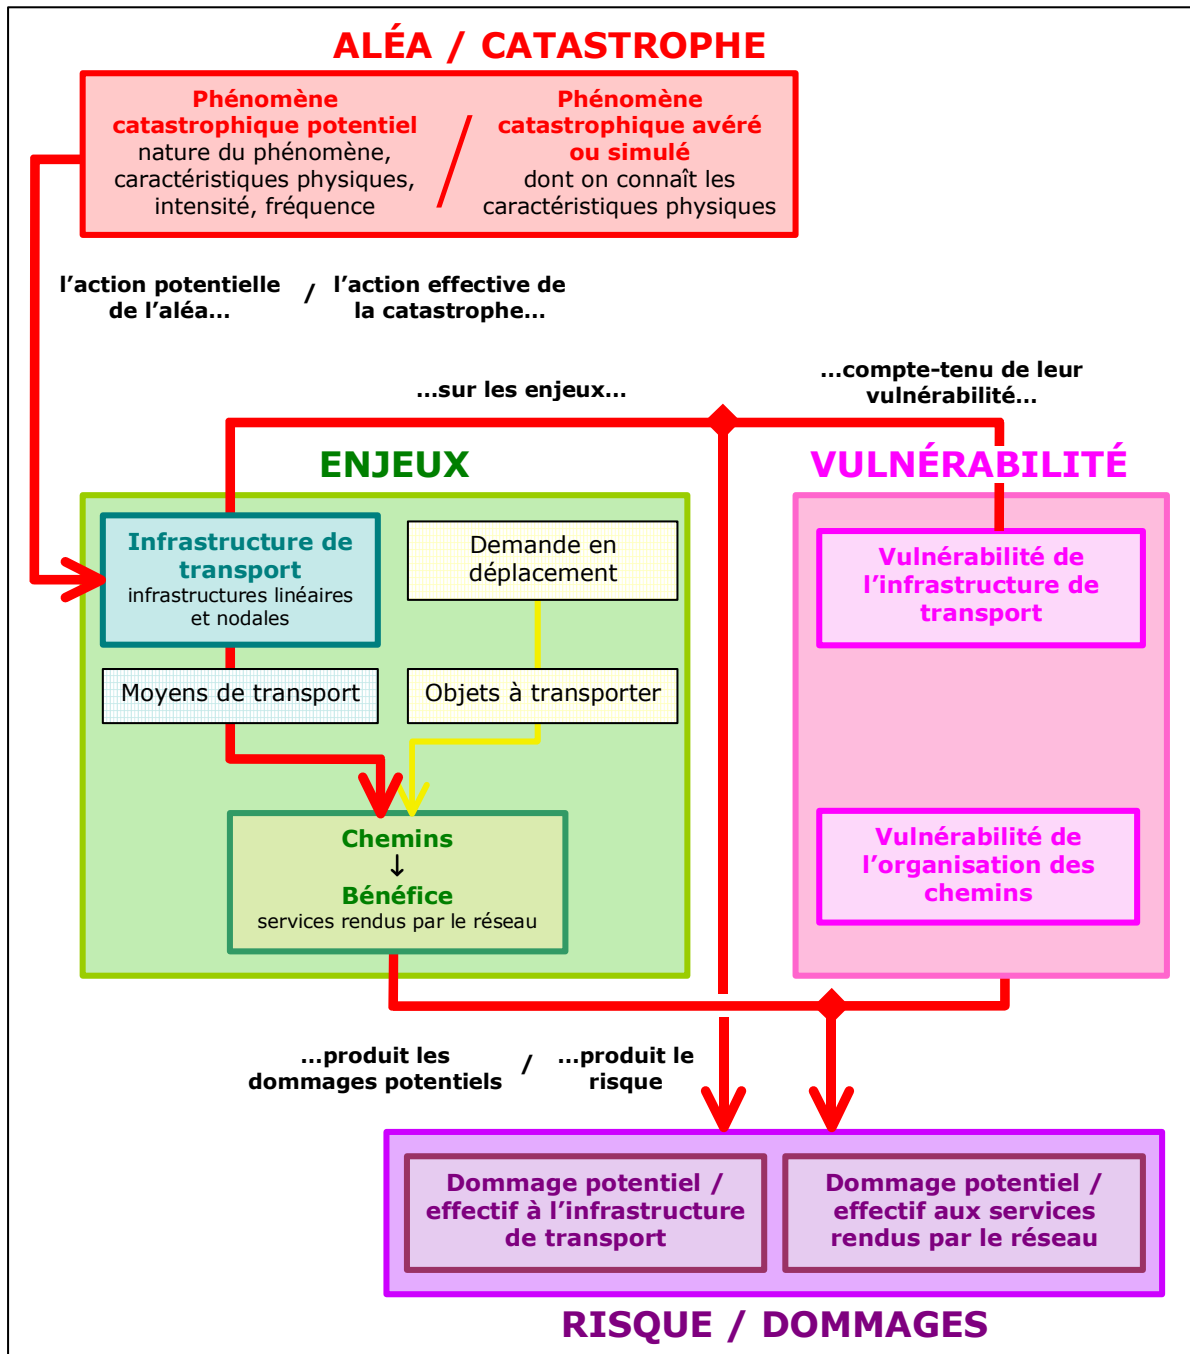 ALÉA / CATASTROPHE
Phénomène
catastrophique potentiel
nature du phénomène,
caractéristiques physiques,
intensité, fréquence
/
Phénomène
catastrophique avéré
ou simulé
dont on connaît les
caractéristiques physiques
l’action potentielle
de l’aléa...
/
l’action effective de
la catastrophe...
...sur les enjeux...
...compte-tenu de leur
vulnérabilité...
ENJEUX
Infrastructure de
transport
infrastructures linéaires
et nodales
Demande en
déplacement
Moyens de transport
Objets à transporter
Chemins
↓
Bénéfice
services rendus par le réseau
VULNÉRABILITÉ
Vulnérabilité de
l’infrastructure de
transport
Vulnérabilité de
l’organisation des
chemins
...produit les
dommages potentiels
/
...produit le
risque
Dommage potentiel /
effectif à l’infrastructure
de transport
Dommage potentiel /
effectif aux services
rendus par le réseau
RISQUE / DOMMAGES